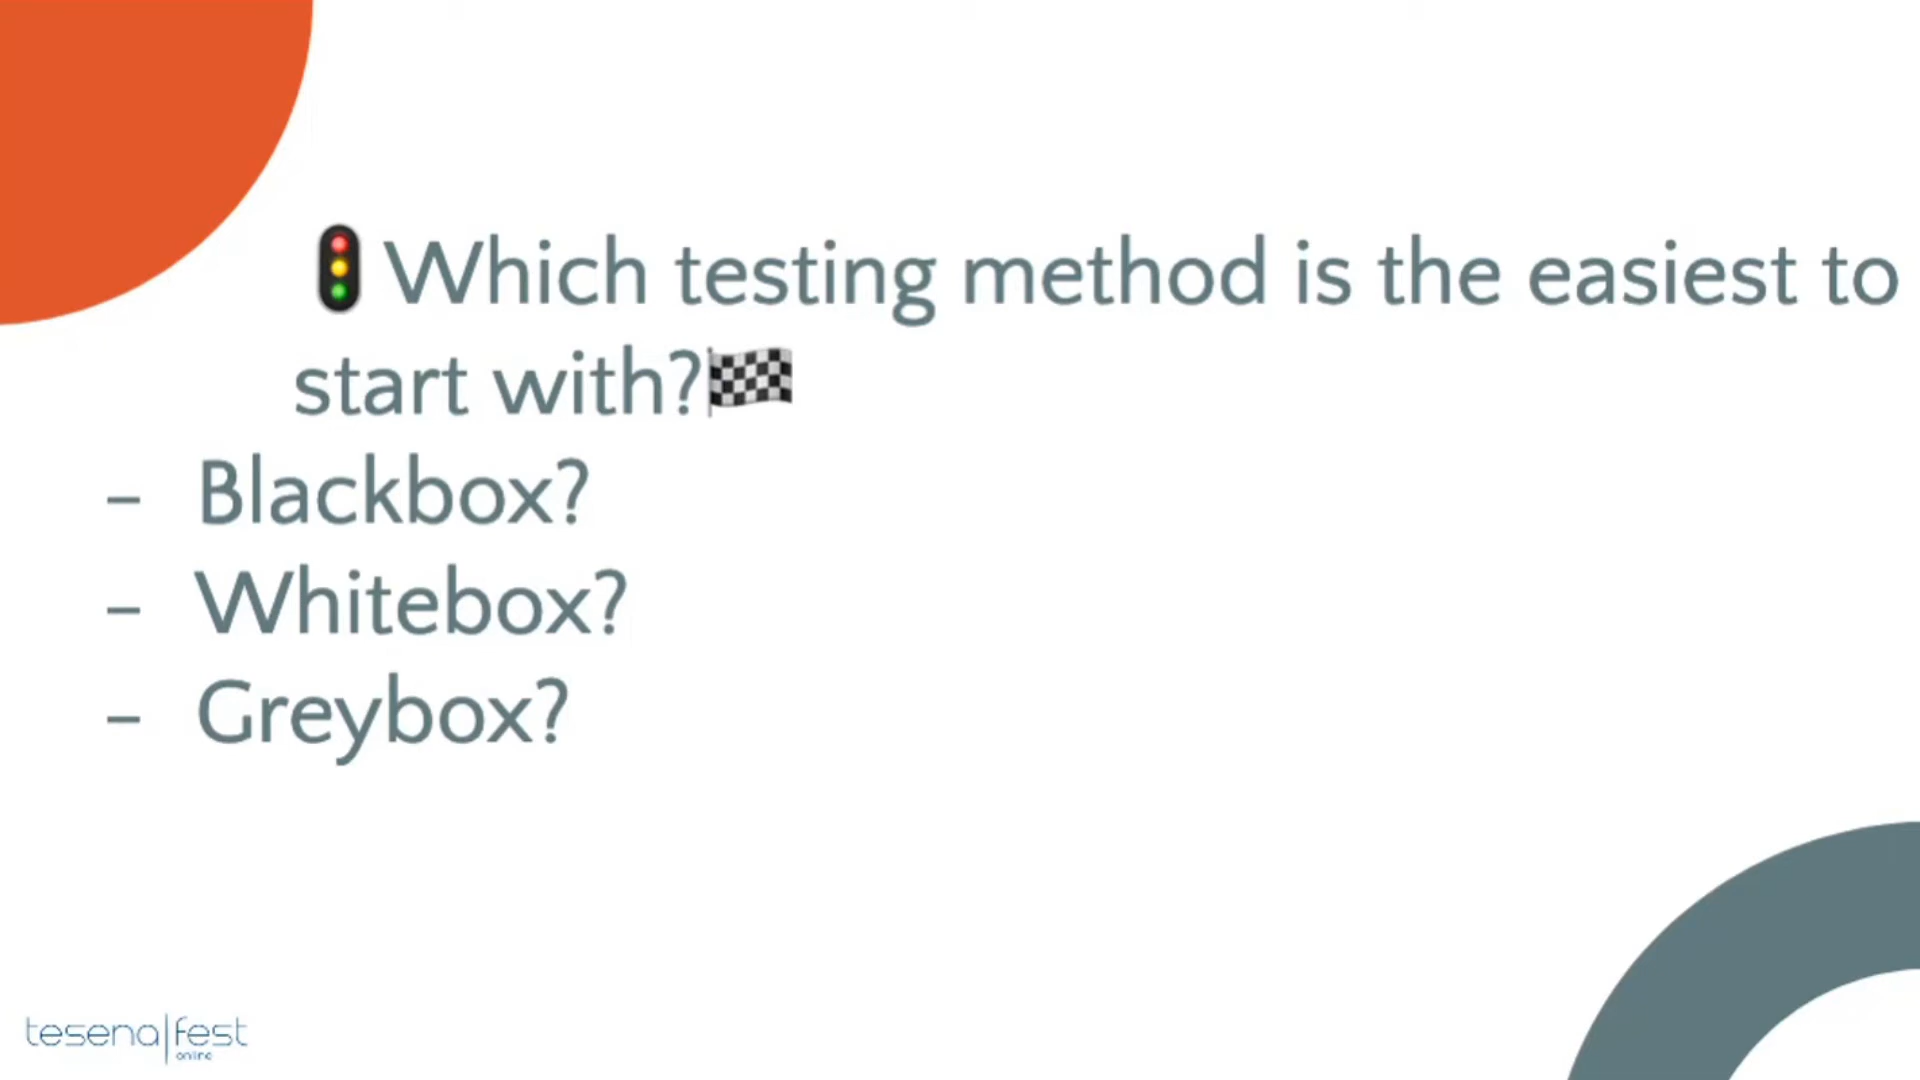 🚦Which testing method is the easiest to
start with?🏁
- Blackbox?
- Whitebox?
- Greybox?
tesena|fest
online